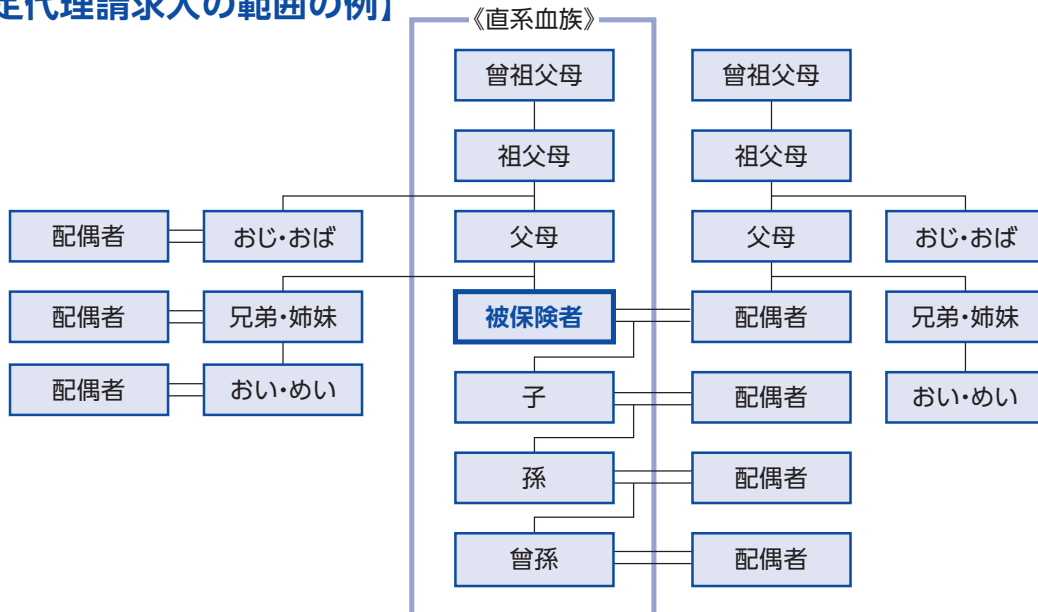 定代理請求人の範囲の例】
《直系血族》
曾祖父母 曾祖父母
祖父母 祖父母
配偶者 おじ・おば 父母 父母 おじ・おば
配偶者 兄弟・姉妹 被保険者 配偶者 兄弟・姉妹
配偶者 おい・めい 子 配偶者 おい・めい
孫 配偶者
曾孫 配偶者